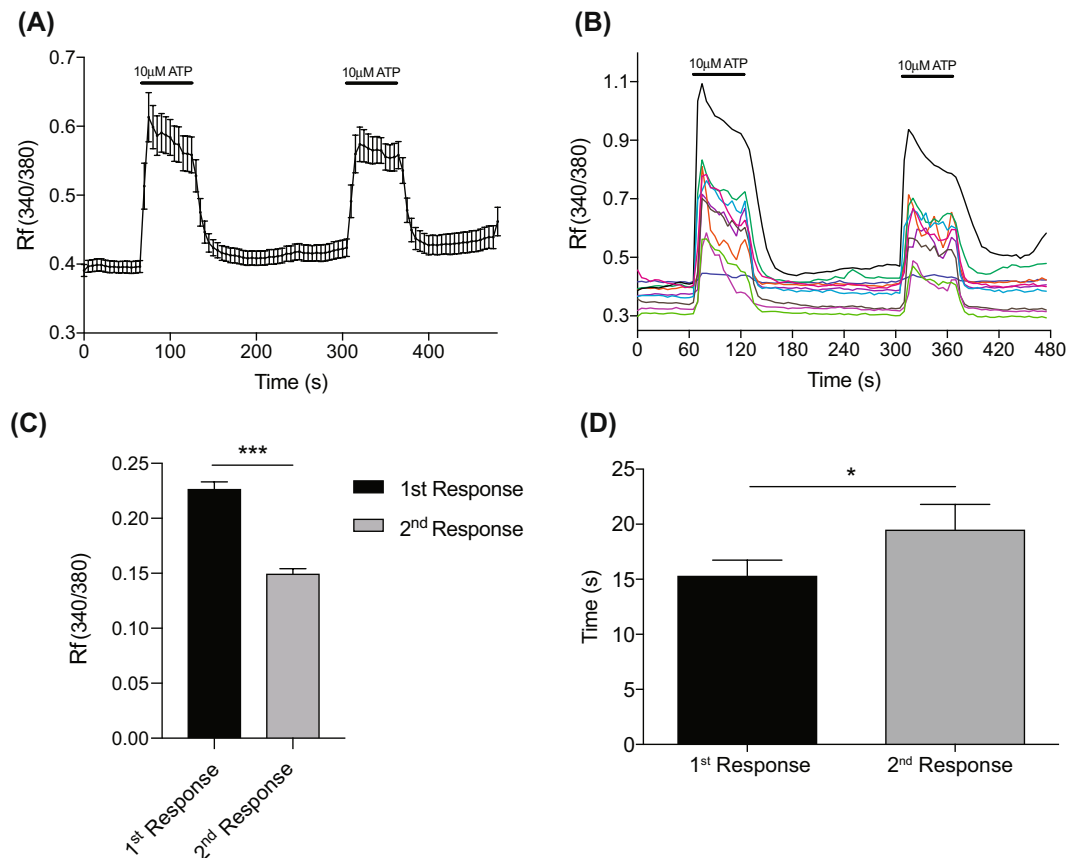 (A)
10μM ATP
10μM ATP
0.7
0.6
0.5
0.4
0.3
Rf (340/380)
0
100
200
300
400
Time (s)
(B)
10μM ATP
10μM ATP
1.1
0.9
0.7
0.5
0.3
Rf (340/380)
0
60
120
180
240
300
360
420
480
Time (s)
(C)
***
0.25
0.20
0.15
0.10
0.05
0.00
Rf (340/380)
1st Response
2nd Response
1st Response
2nd Response
(D)
*
25
20
15
10
5
0
Time (s)
1st Response
2nd Response